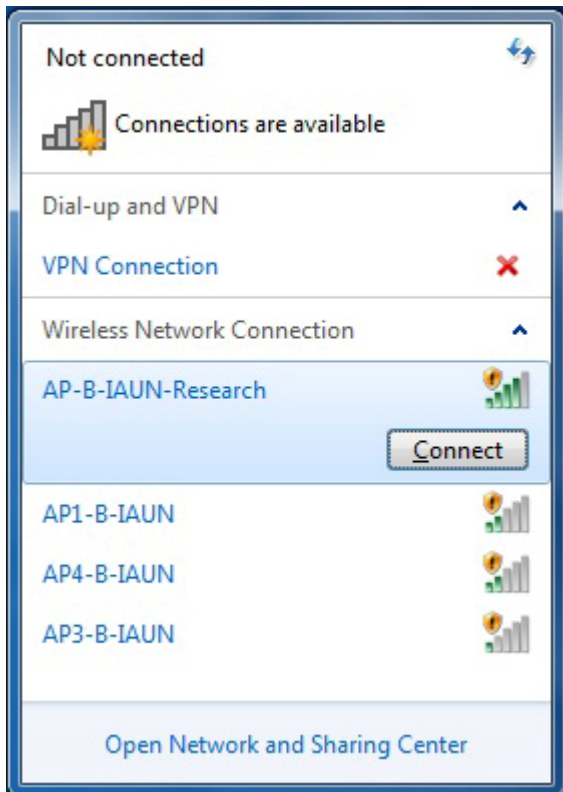 Not connected
Connections are available
Dial-up and VPN
VPN Connection
Wireless Network Connection
AP-B-IAUN-Research
Connect
AP1-B-IAUN
AP4-B-IAUN
AP3-B-IAUN
Open Network and Sharing Center